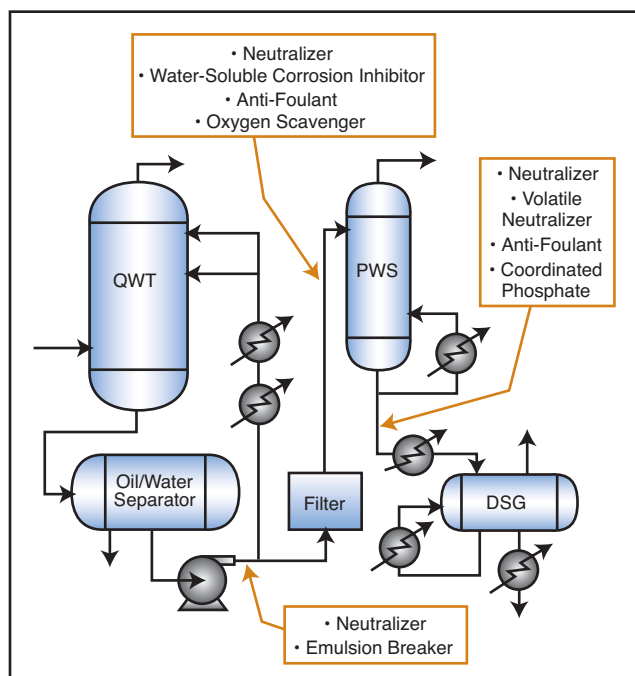 • Neutralizer
• Water-Soluble Corrosion Inhibitor
• Anti-Foulant
• Oxygen Scavenger
• Neutralizer
• Volatile
Neutralizer
• Anti-Foulant
• Coordinated
Phosphate
QWT
PWS
Oil/Water
Separator
Filter
DSG
• Neutralizer
• Emulsion Breaker